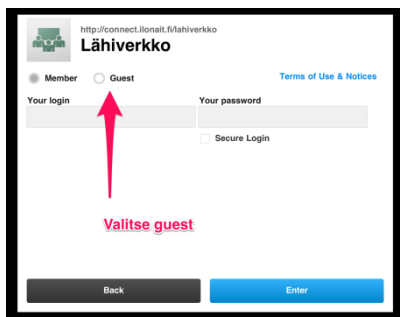 http://connect.ilonait.fi/lahiverkko
Lähiverkko
Member Guest Terms of Use & Notices
Your login Your password
Secure Login
Valitse guest
Back Enter